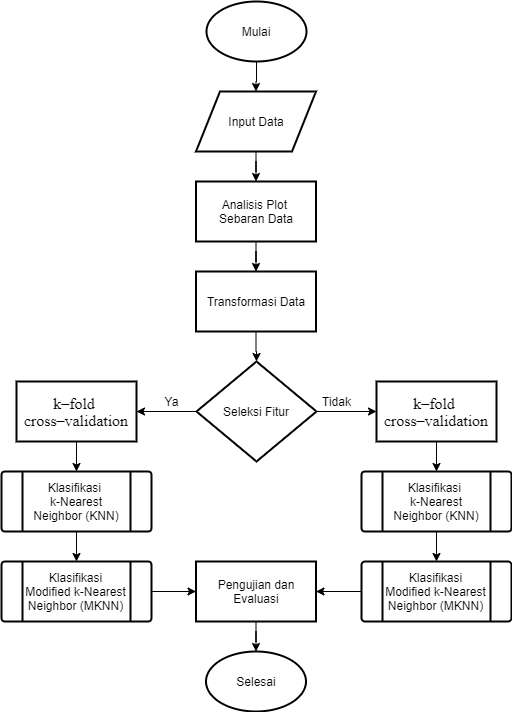 Mulai
Input Data
Analisis Plot
Sebaran Data
Transformasi Data
Seleksi Fitur
Ya
Tidak
k–fold
cross–validation
k–fold
cross–validation
Klasifikasi
k-Nearest
Neighbor (KNN)
Klasifikasi
k-Nearest
Neighbor (KNN)
Klasifikasi
Modified k-Nearest
Neighbor (MKNN)
Klasifikasi
Modified k-Nearest
Neighbor (MKNN)
Pengujian dan
Evaluasi
Selesai